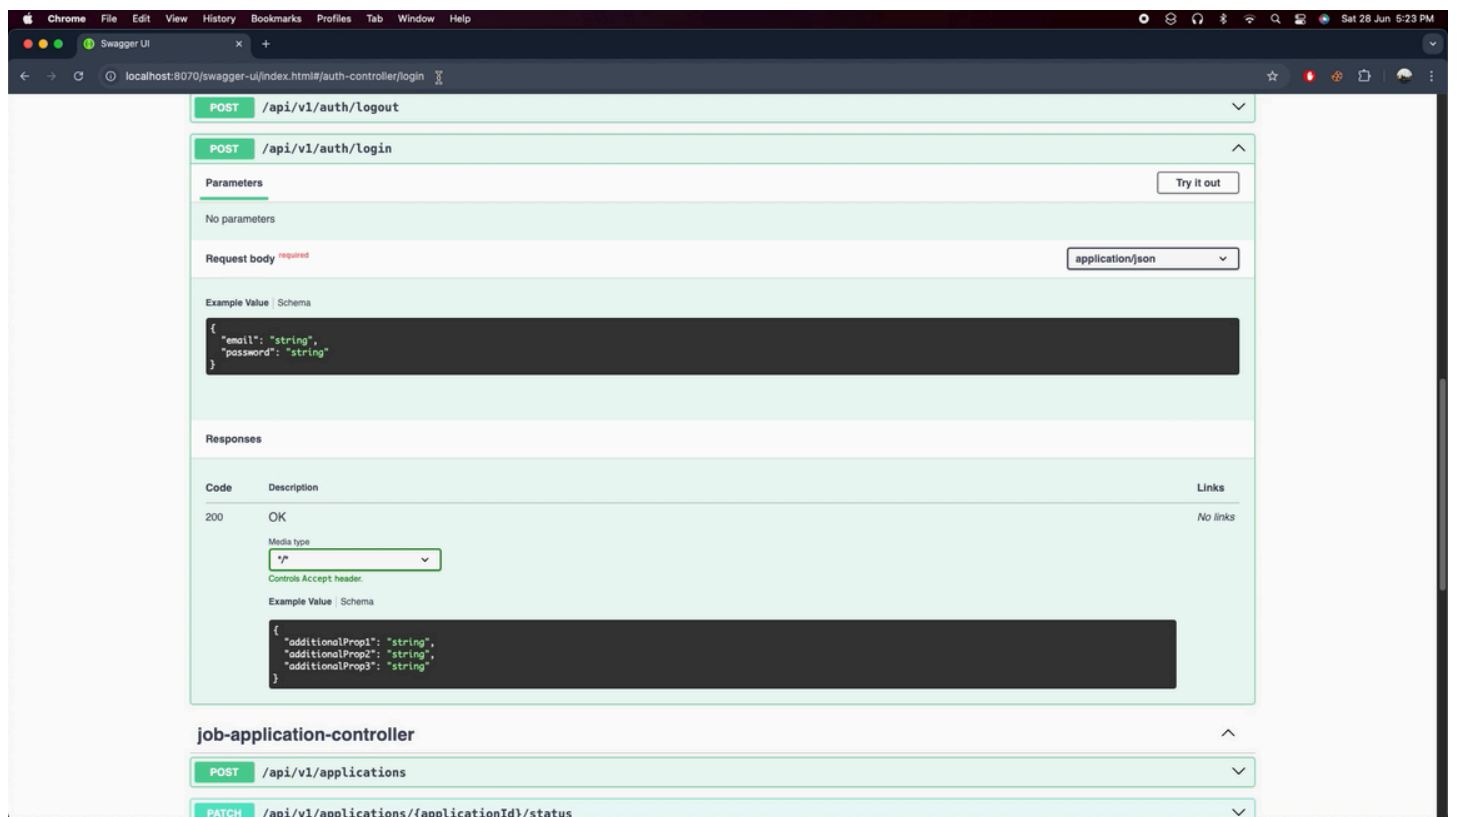 Chrome File Edit View History Bookmarks Profiles Tab Window Help Sat 28 Jun 5:23 PM
Swagger UI
localhost:8070/swagger-ui/index.html#/auth-controller/login
POST /api/v1/auth/logout
POST /api/v1/auth/login
Parameters Try it out
No parameters
Request body required application/json
Example Value Schema
{
"email": "string",
"password": "string"
}
Responses
Code Description Links
200 OK No links
Media type
*/*
Controls Accept header.
Example Value Schema
{
"additionalProp1": "string",
"additionalProp2": "string",
"additionalProp3": "string"
}
job-application-controller
POST /api/v1/applications
PATCH /api/v1/applications/{applicationId}/status